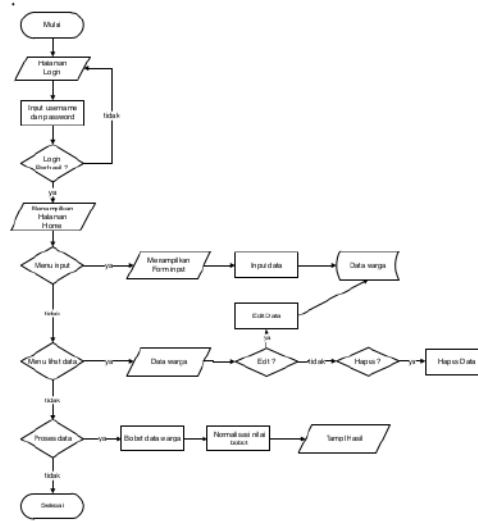 Mulai
Halaman
Login
Input username
dan password
tidak
Login
Berhasil ?
ya
Menampilkan
Halaman
Home
Menu input
ya
Menampilkan
Form input
Input data
Data warga
tidak
Edit Data
ya
Menu lihat data
ya
Data warga
Edit ?
tidak
Hapus ?
ya
Hapus Data
tidak
Proses data
ya
Bobot data warga
Normalisasi nilai
bobot
Tampil Hasil
tidak
Selesai